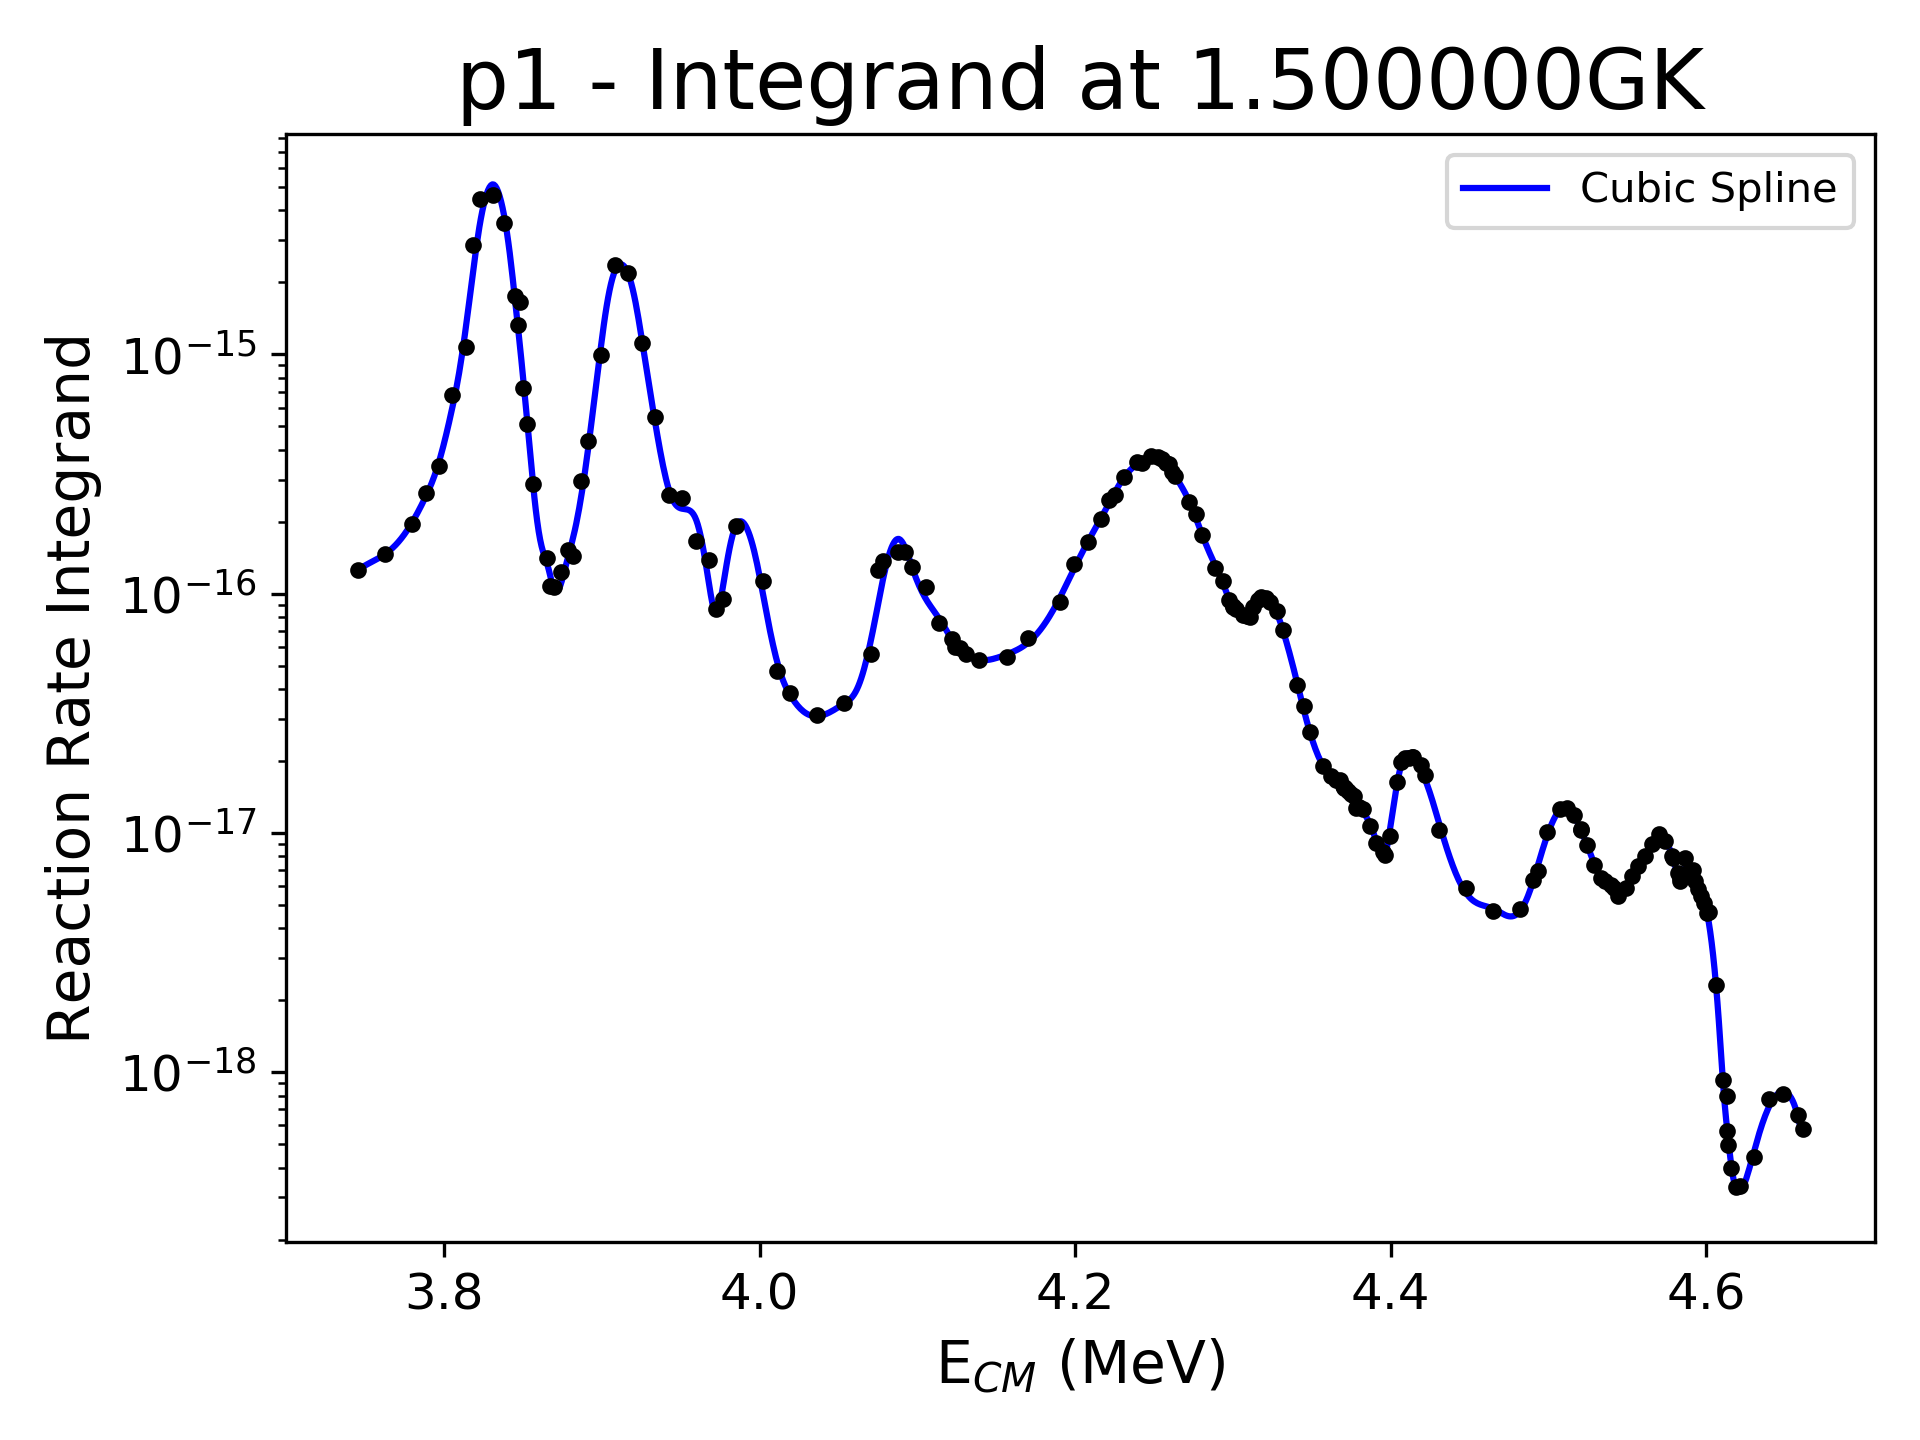 p1 - Integrand at 1.500000GK
Cubic Spline
Reaction Rate Integrand
10⁻¹⁵
10⁻¹⁶
10⁻¹⁷
10⁻¹⁸
3.8 4.0 4.2 4.4 4.6
E_CM (MeV)